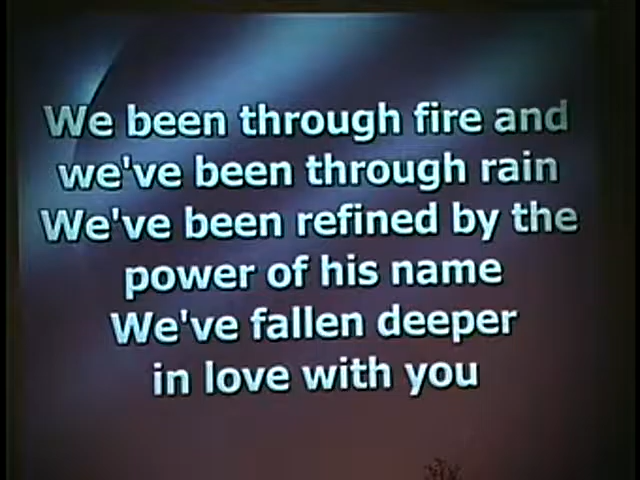 We been through fire and
we've been through rain
We've been refined by the
power of his name
We've fallen deeper
in love with you